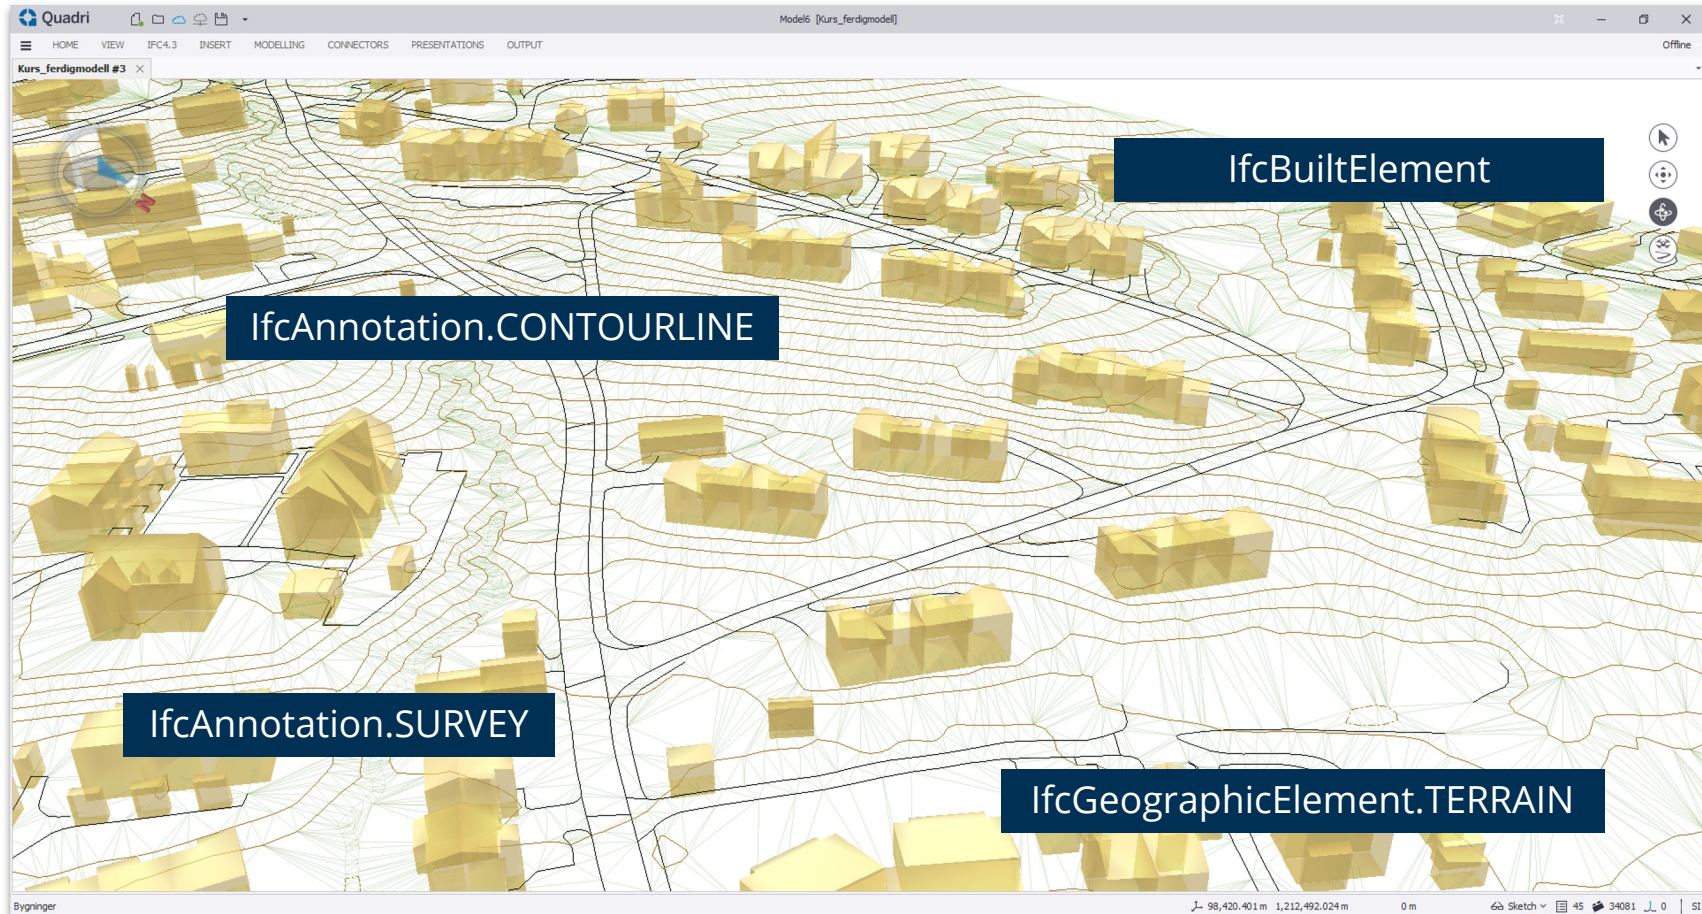 Quadri
Model6 [Kurs_ferdigmodell]
HOME VIEW IFC4.3 INSERT MODELLING CONNECTORS PRESENTATIONS OUTPUT
Offline
Kurs_ferdigmodell #3
IfcBuiltElement
N
IfcAnnotation.CONTOURLINE
IfcAnnotation.SURVEY
IfcGeographicElement.TERRAIN
Bygninger
98,420.401 m 1,212,492.024 m 0 m Sketch 45 34081 0 SI